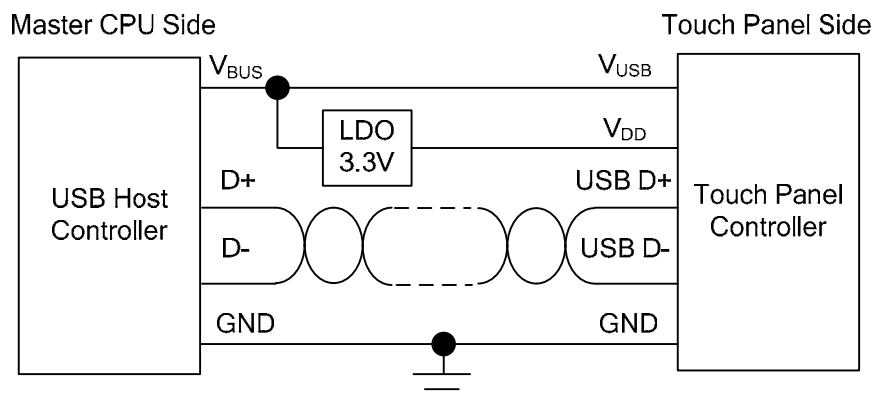 Master CPU Side
Touch Panel Side
VBUS
VUSB
LDO
3.3V
VDD
D+
USB D+
USB Host
Controller
Touch Panel
Controller
D-
USB D-
GND
GND